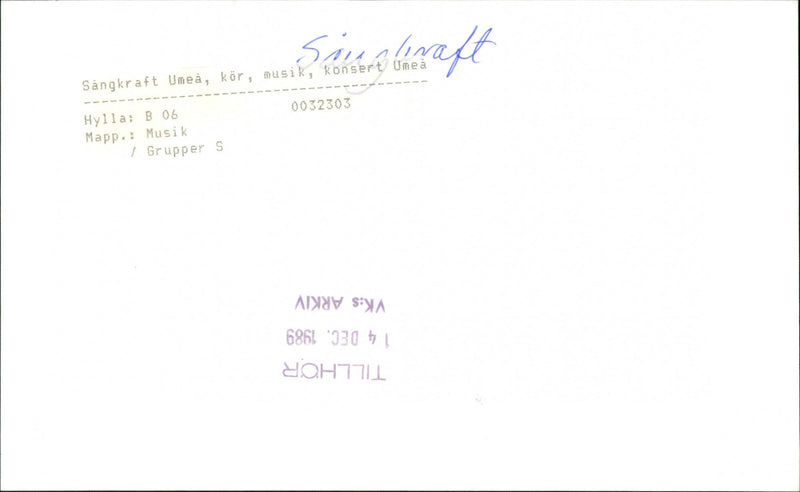 Sångkraft
Sångkraft Umeå, kör, musik, konsert Umeå
Hylla: B 06 0032303
Mapp.: Musik
/ Grupper S
TILLHÖR
14 DEC. 1989
VK:s ARKIV